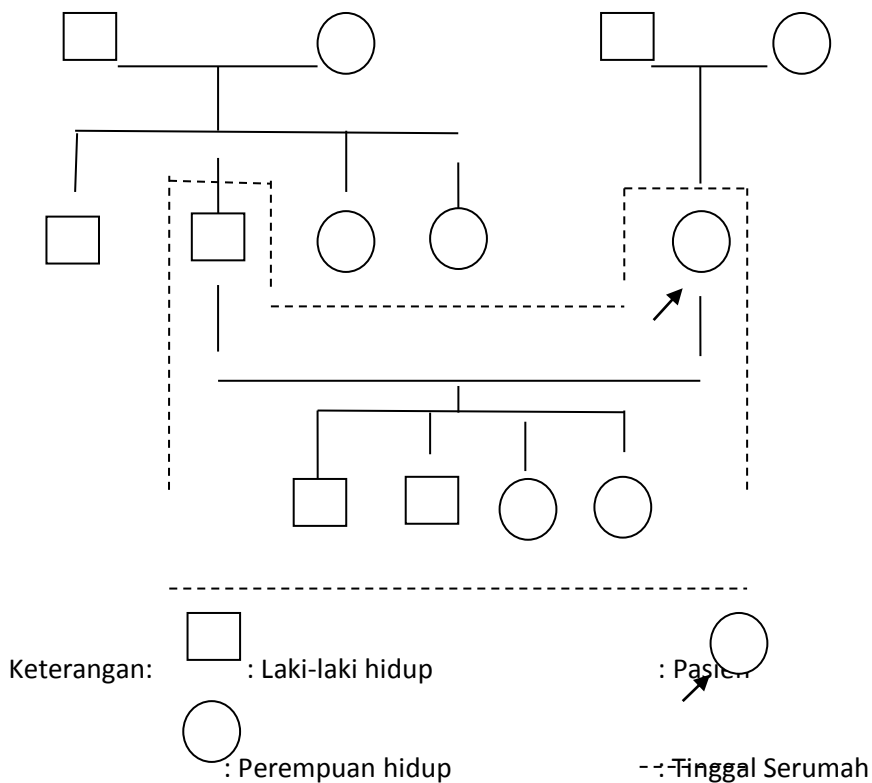 Keterangan: : Laki-laki hidup : Pasien
: Perempuan hidup : Tinggal Serumah